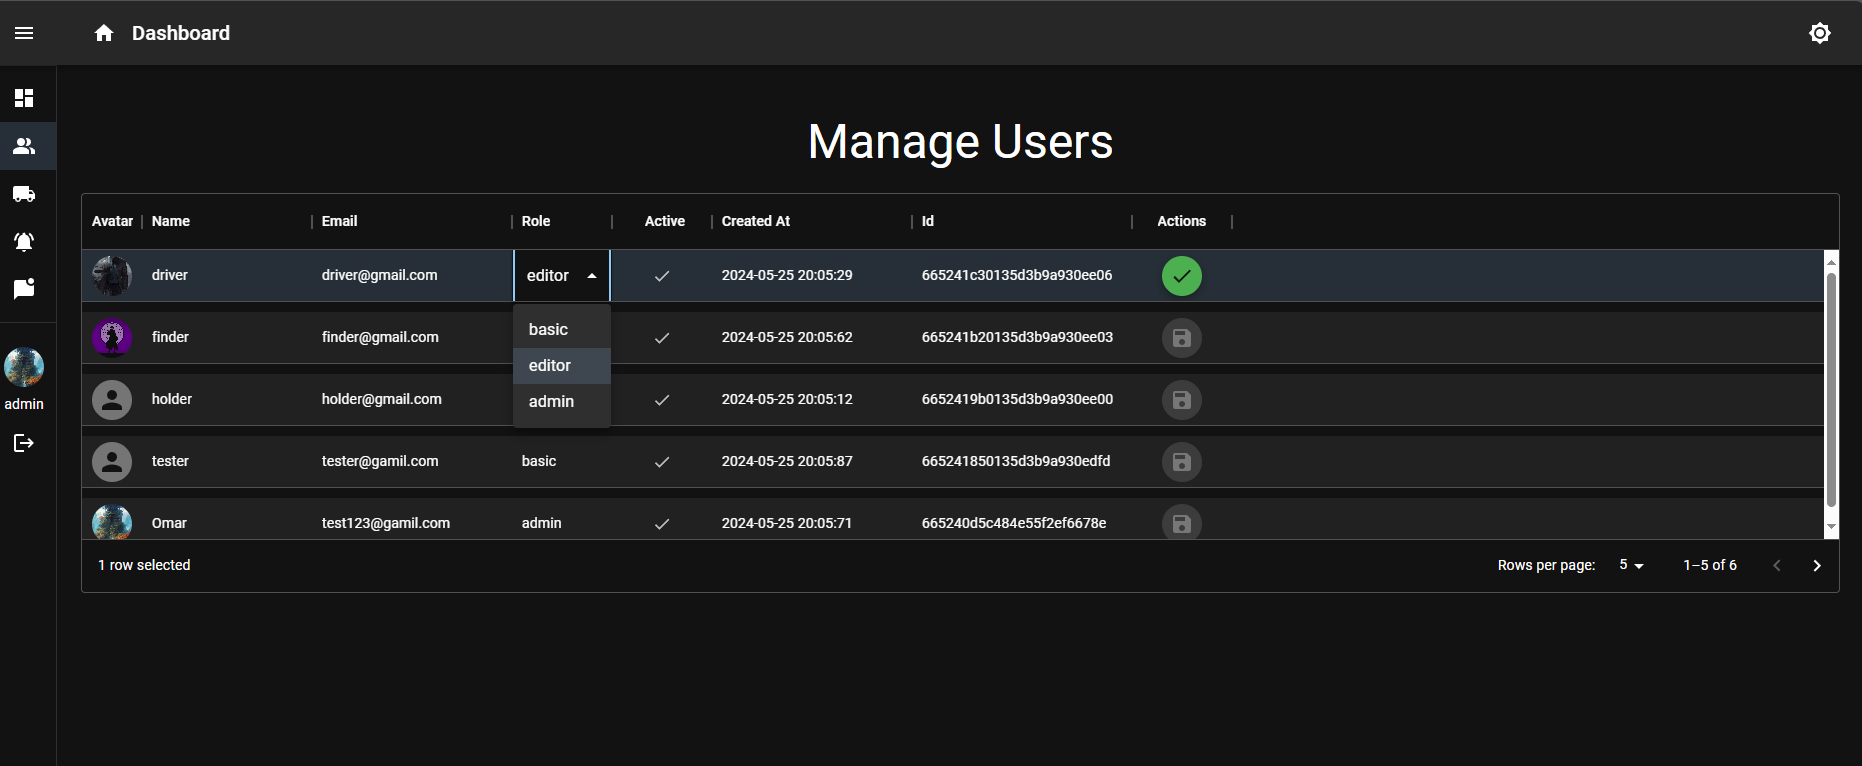 Dashboard
Manage Users
Avatar Name Email Role Active Created At Id Actions
driver driver@gmail.com editor 2024-05-25 20:05:29 665241c30135d3b9a930ee06
basic
finder finder@gmail.com 2024-05-25 20:05:62 665241b20135d3b9a930ee03
editor
holder holder@gmail.com 2024-05-25 20:05:12 6652419b0135d3b9a930ee00
admin
tester tester@gamil.com basic 2024-05-25 20:05:87 665241850135d3b9a930edfd
Omar test123@gamil.com admin 2024-05-25 20:05:71 665240d5c484e55f2ef6678e
admin
1 row selected Rows per page: 5 1–5 of 6